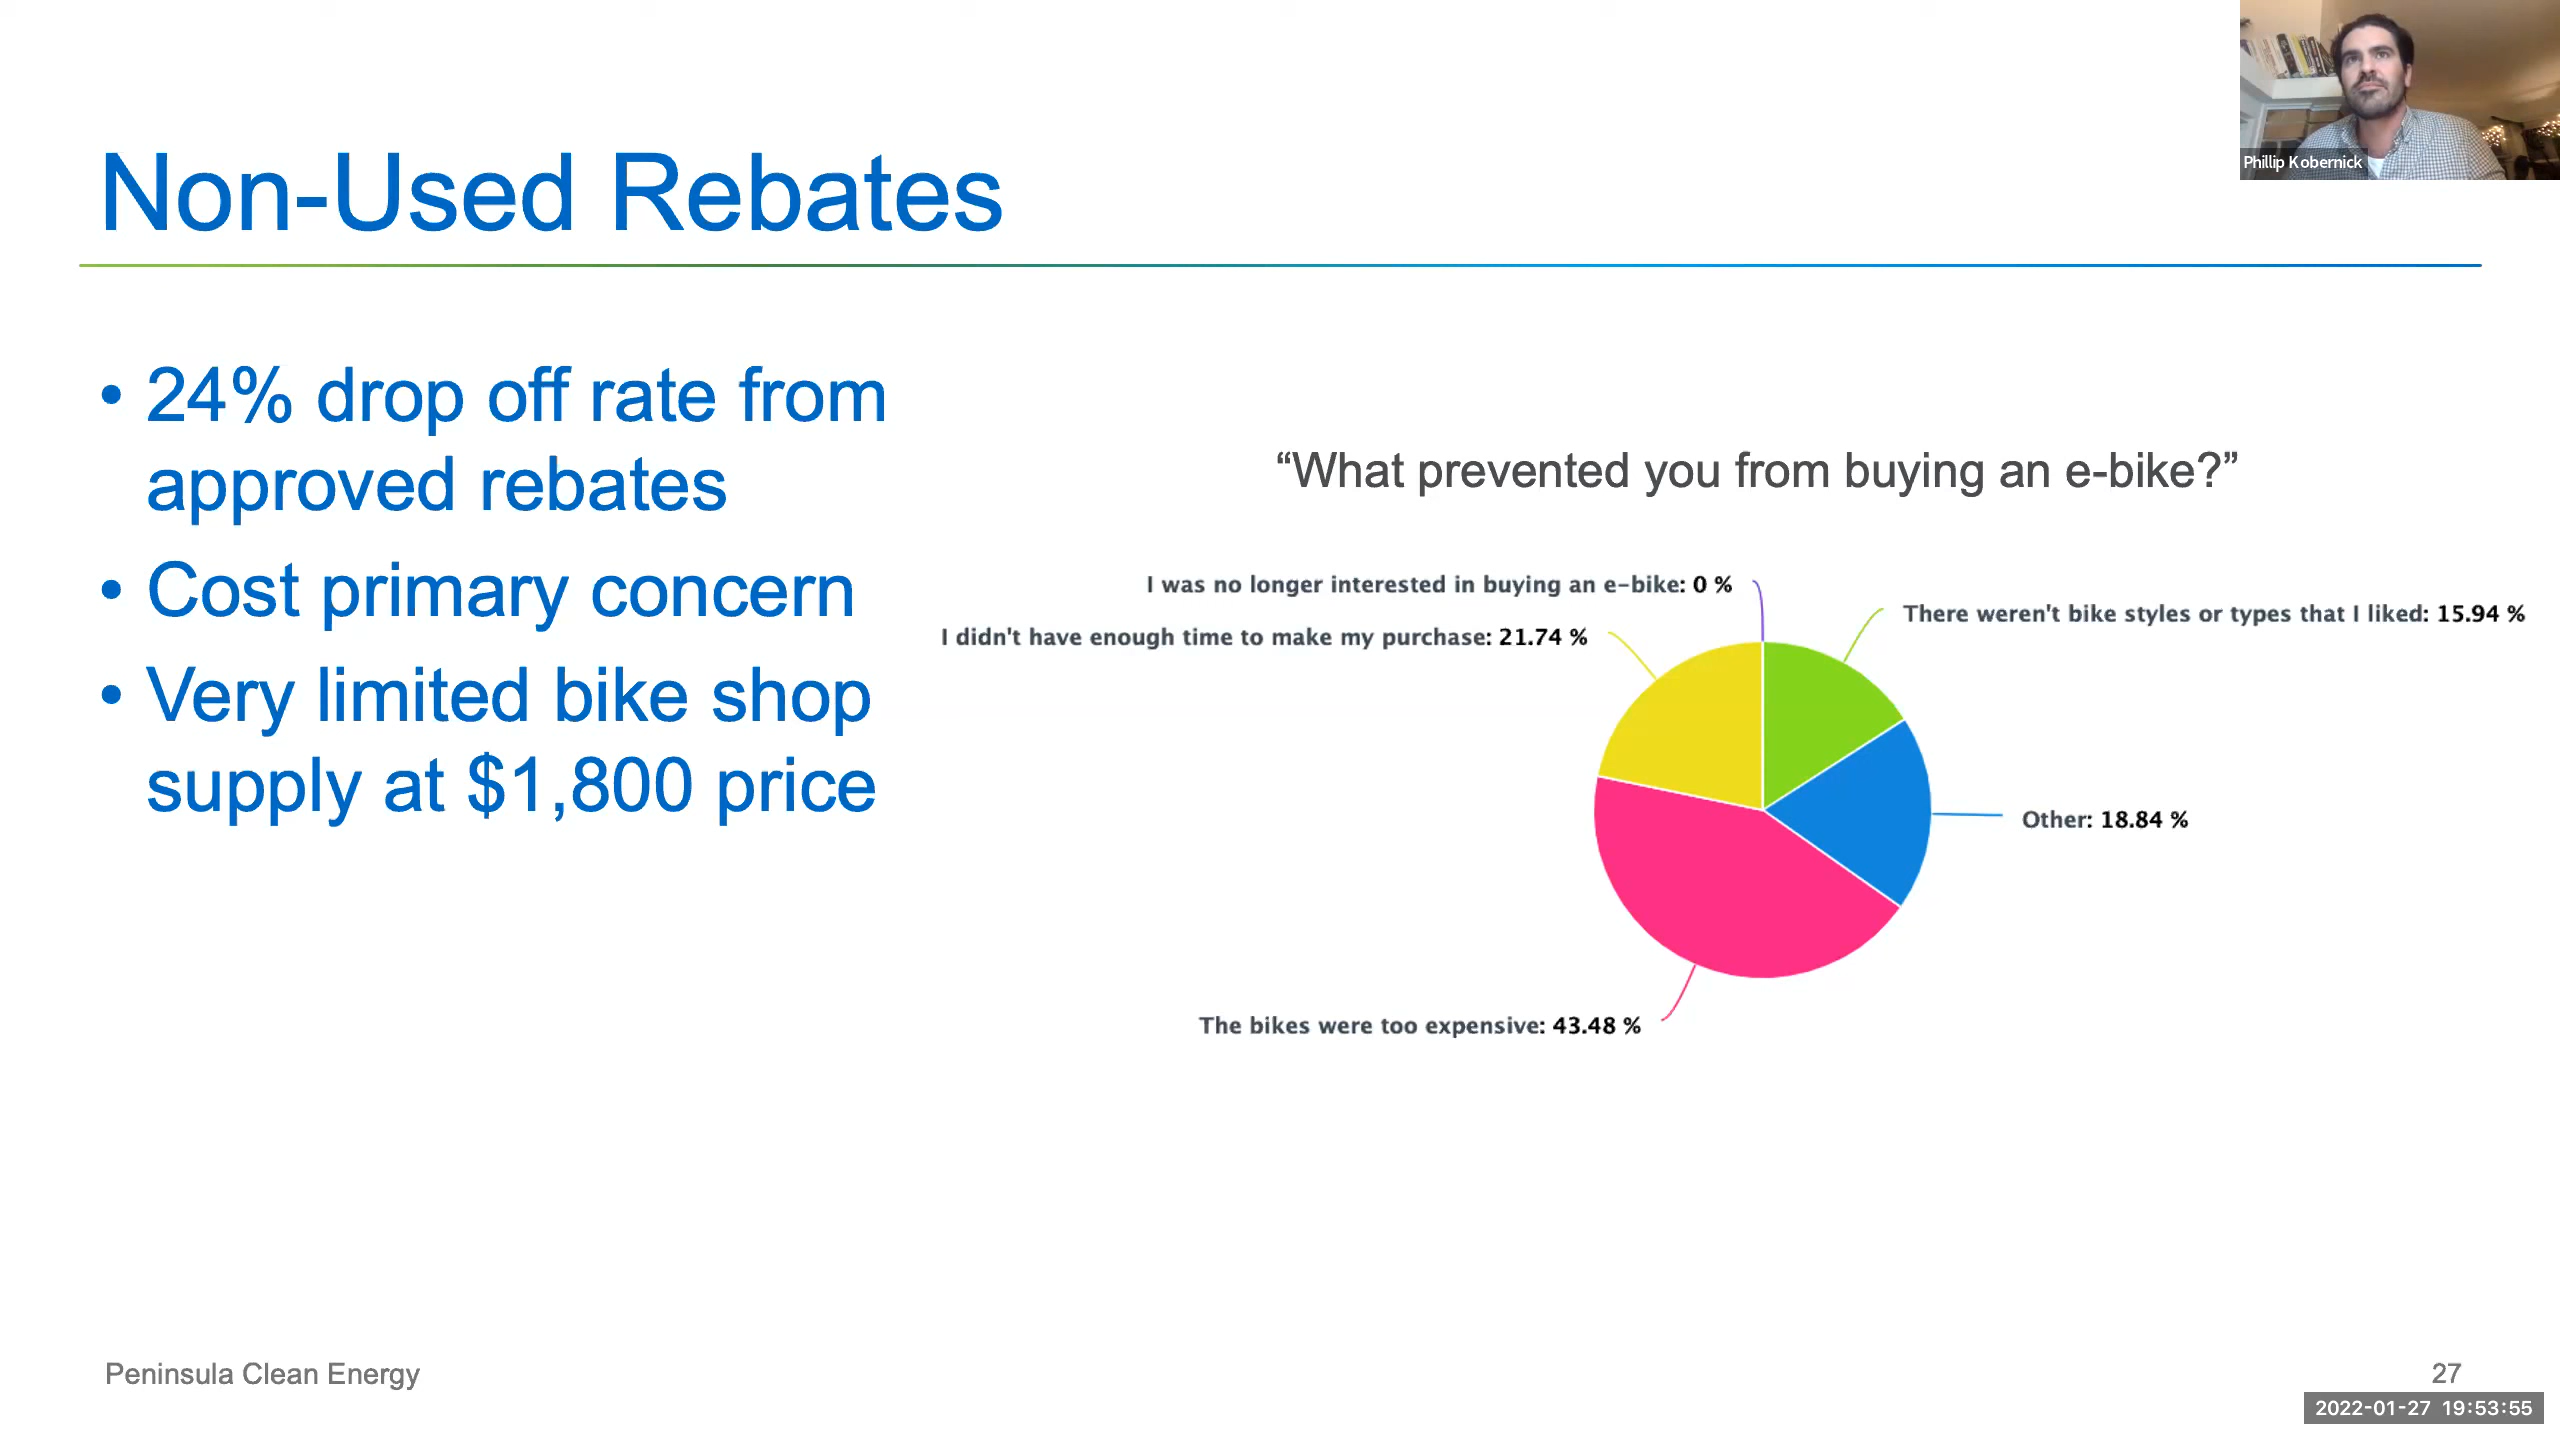 Phillip Kobernick
Non-Used Rebates
• 24% drop off rate from
approved rebates
• Cost primary concern
• Very limited bike shop
supply at $1,800 price
“What prevented you from buying an e-bike?”
I was no longer interested in buying an e-bike: 0 %
There weren't bike styles or types that I liked: 15.94 %
I didn't have enough time to make my purchase: 21.74 %
Other: 18.84 %
The bikes were too expensive: 43.48 %
Peninsula Clean Energy
27
2022-01-27 19:53:55